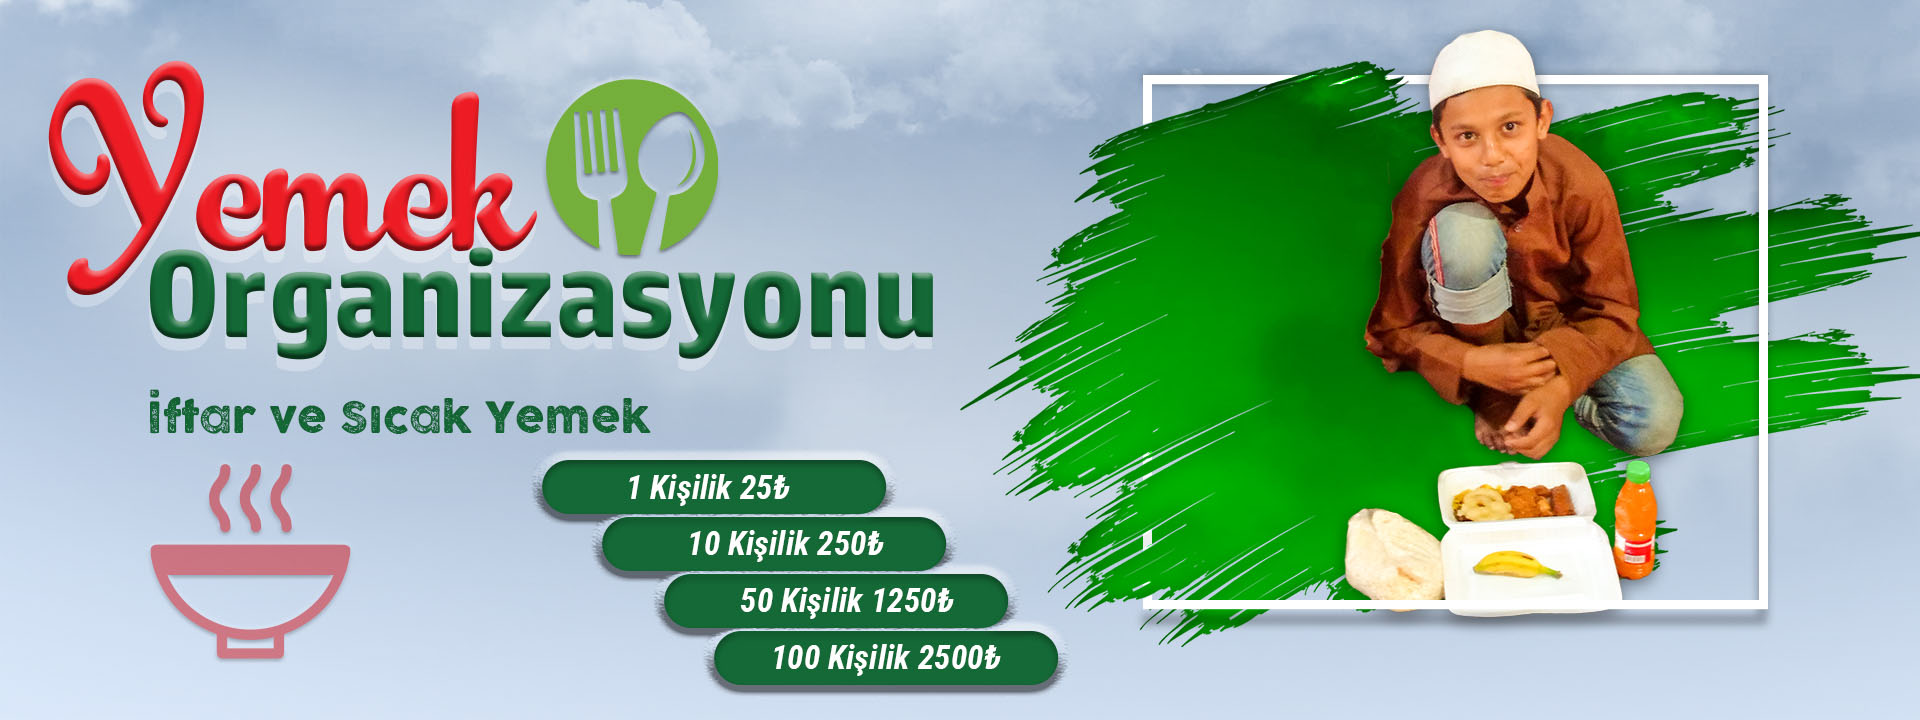 Yemek
Organizasyonu
İftar ve Sıcak Yemek
1 Kişilik 25₺
10 Kişilik 250₺
50 Kişilik 1250₺
100 Kişilik 2500₺